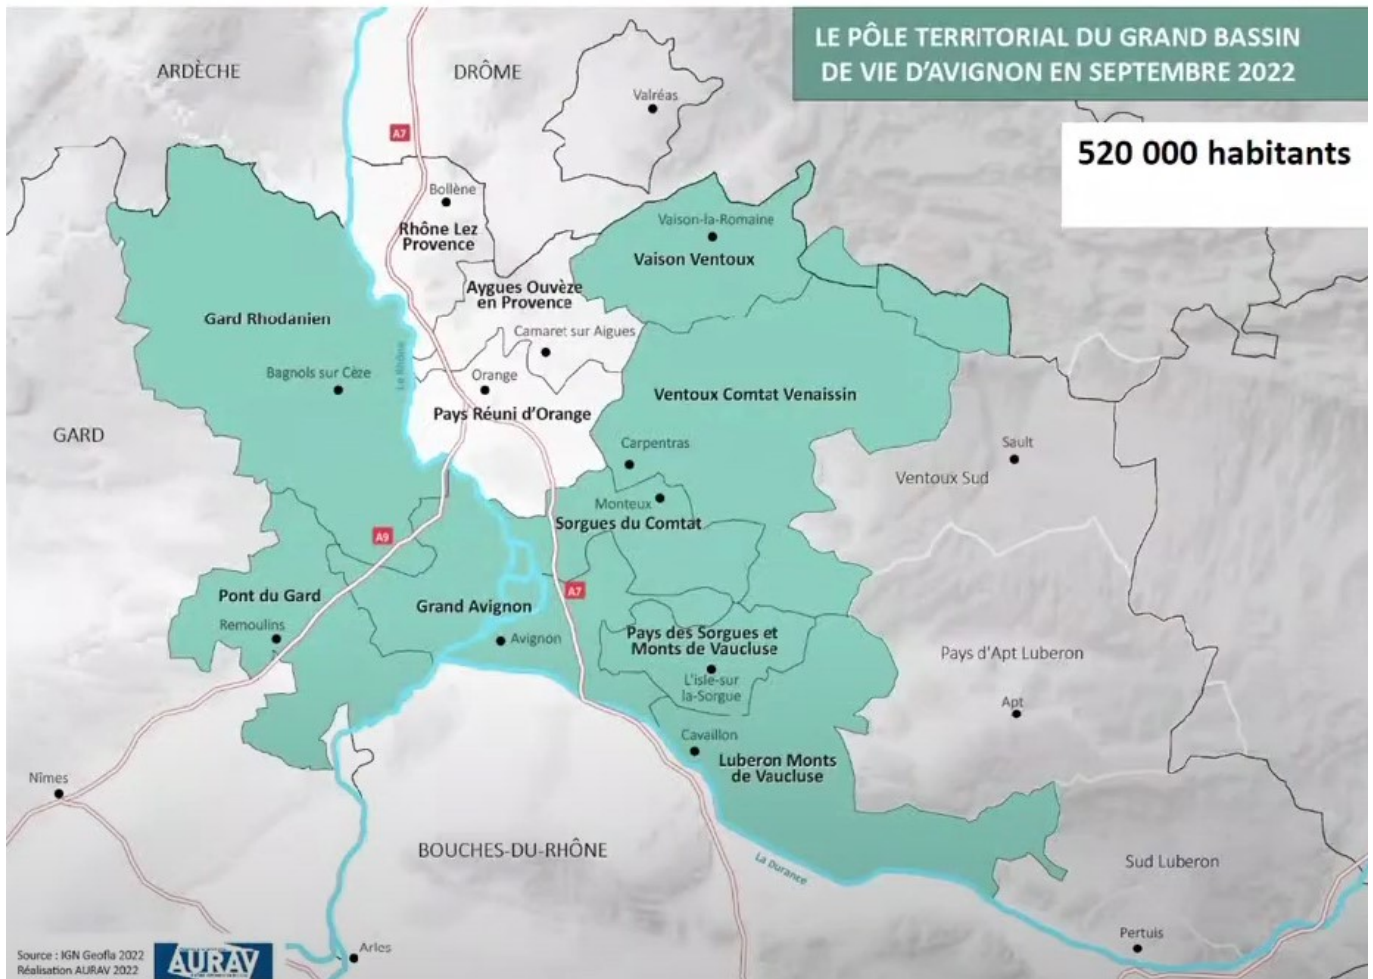 LE PÔLE TERRITORIAL DU GRAND BASSIN
DE VIE D'AVIGNON EN SEPTEMBRE 2022
520 000 habitants
ARDÈCHE
DRÔME
Valréas
A7
Bollène
Rhône Lez
Provence
Vaison-la-Romaine
Vaison Ventoux
Aygues Ouvèze
en Provence
Gard Rhodanien
Camaret sur Aigues
Le Rhône
Bagnols sur Cèze
Orange
Pays Réuni d'Orange
Ventoux Comtat Venaissin
GARD
Carpentras
Sault
Ventoux Sud
Monteux
Sorgues du Comtat
A9
A7
Pont du Gard
Remoulins
Grand Avignon
Avignon
Pays des Sorgues et
Monts de Vaucluse
L'isle-sur
la-Sorgue
Pays d'Apt Luberon
Apt
Cavaillon
Luberon Monts
de Vaucluse
Nîmes
BOUCHES-DU-RHÔNE
La Durance
Sud Luberon
Pertuis
Arles
Source : IGN Geofla 2022
Réalisation AURAV 2022
AURAV